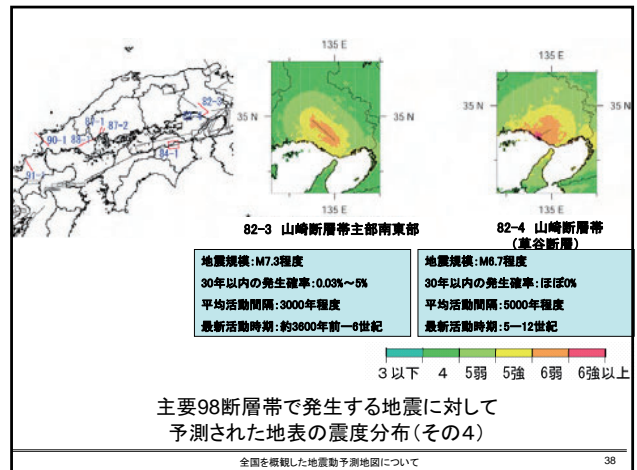 135 E
135 E
82-3
35 N
35 N
35 N
87-2
90-1
84-1
135 E
135 E
82-3 山崎断層帯主部南東部
82-4 山崎断層帯
(草谷断層)
地震規模:M7.3程度
30年以内の発生確率:0.03%～5%
平均活動間隔:3000年程度
最新活動時期:約3600年前ー6世紀
地震規模:M6.7程度
30年以内の発生確率:ほぼ0%
平均活動間隔:5000年程度
最新活動時期:5ー12世紀
3以下 4 5弱 5強 6弱 6強以上
主要98断層帯で発生する地震に対して
予測された地表の震度分布(その4)
全国を概観した地震動予測地図について
38